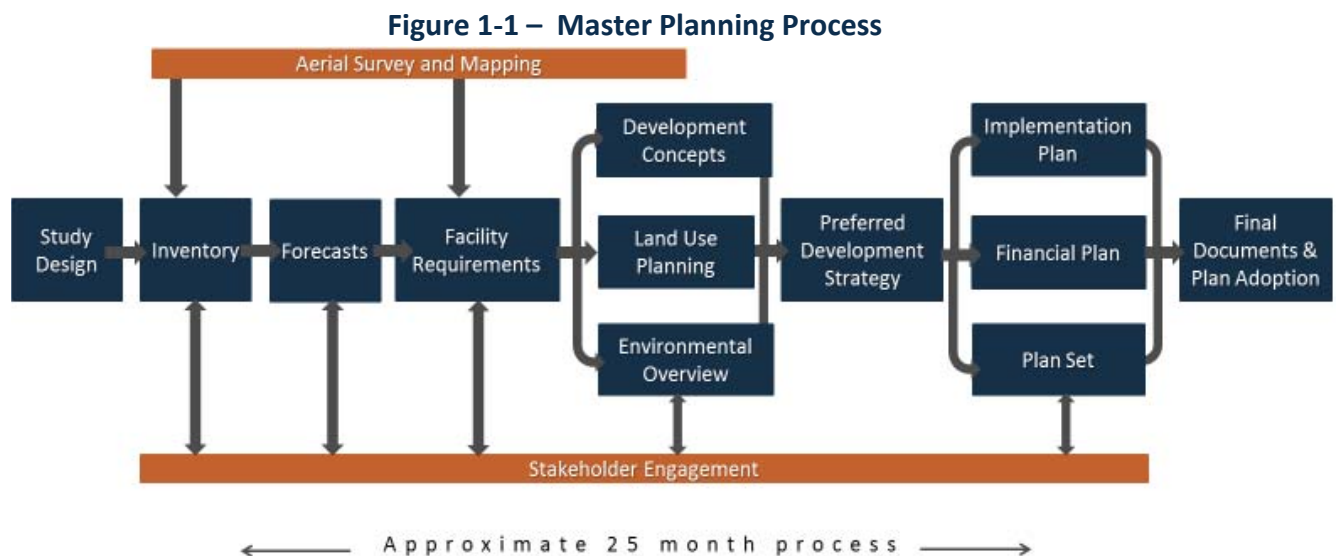 Figure 1-1 – Master Planning Process
Aerial Survey and Mapping
Study
Design
Inventory
Forecasts
Facility
Requirements
Development
Concepts
Land Use
Planning
Environmental
Overview
Preferred
Development
Strategy
Implementation
Plan
Financial Plan
Plan Set
Final
Documents &
Plan Adoption
Stakeholder Engagement
Approximate 25 month process